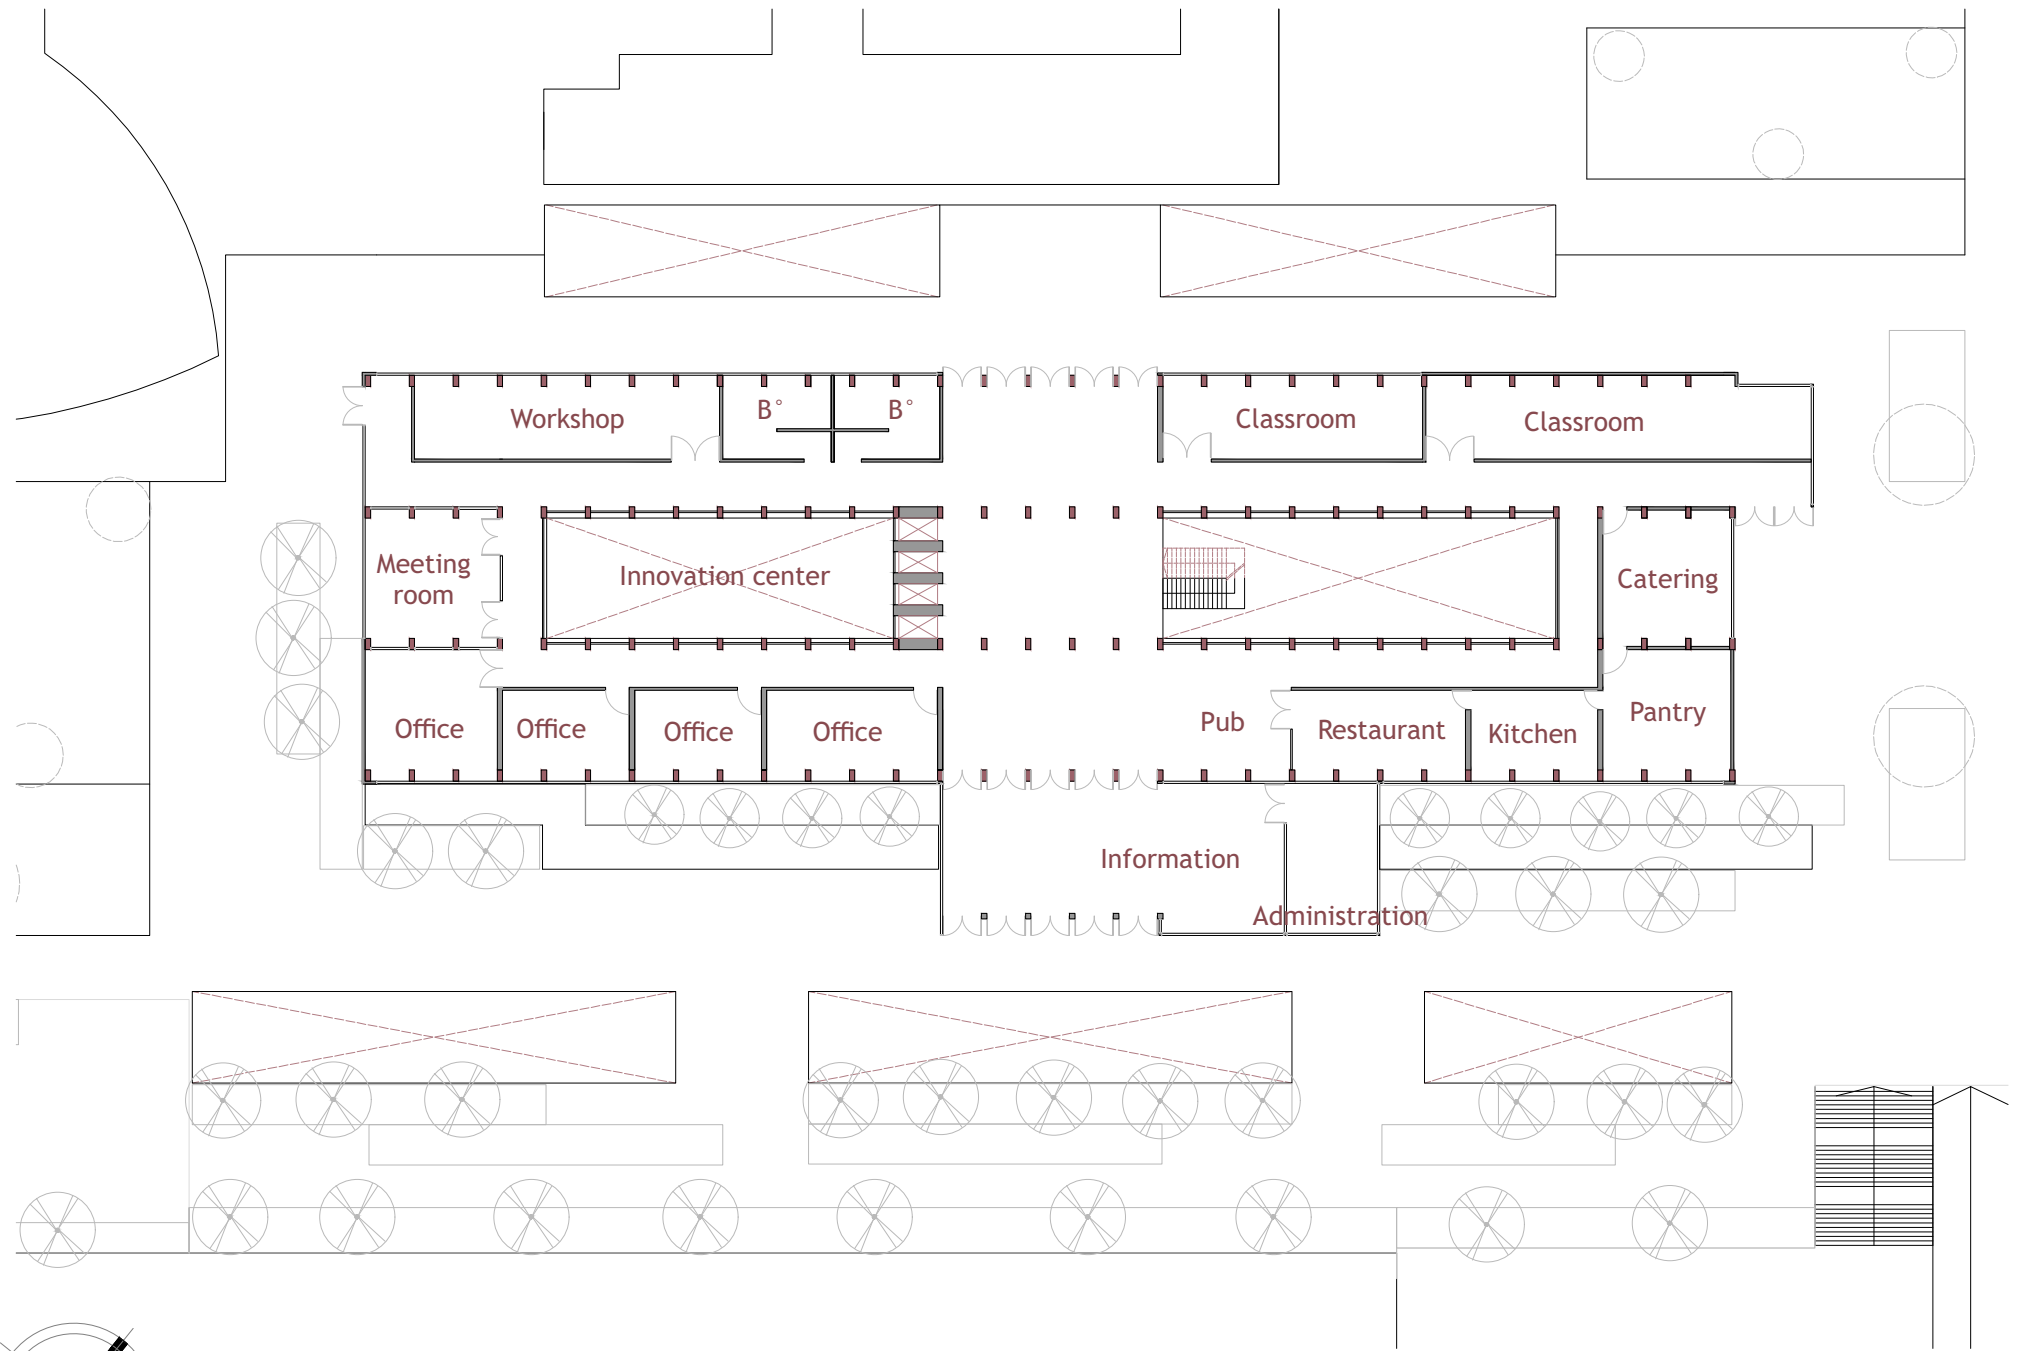 Workshop
B°
B°
Classroom
Classroom
Meeting
room
Innovation center
Catering
Office
Office
Office
Office
Pub
Restaurant
Kitchen
Pantry
Information
Administration